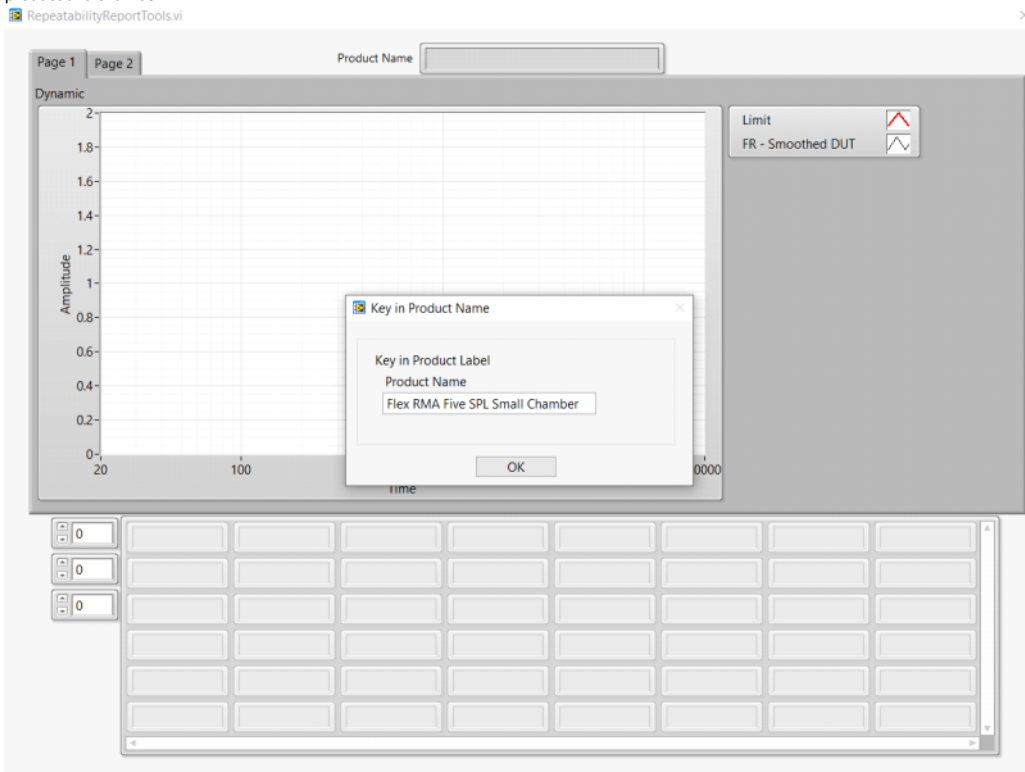 RepeatabilityReportTools.vi
Page 1 Page 2
Product Name
Dynamic
2
1.8
1.6
1.4
1.2
1
0.8
0.6
0.4
0.2
0
Amplitude
20 100 0000
Time
Limit
FR - Smoothed DUT
Key in Product Name
Key in Product Label
Product Name
Flex RMA Five SPL Small Chamber
OK
0
0
0